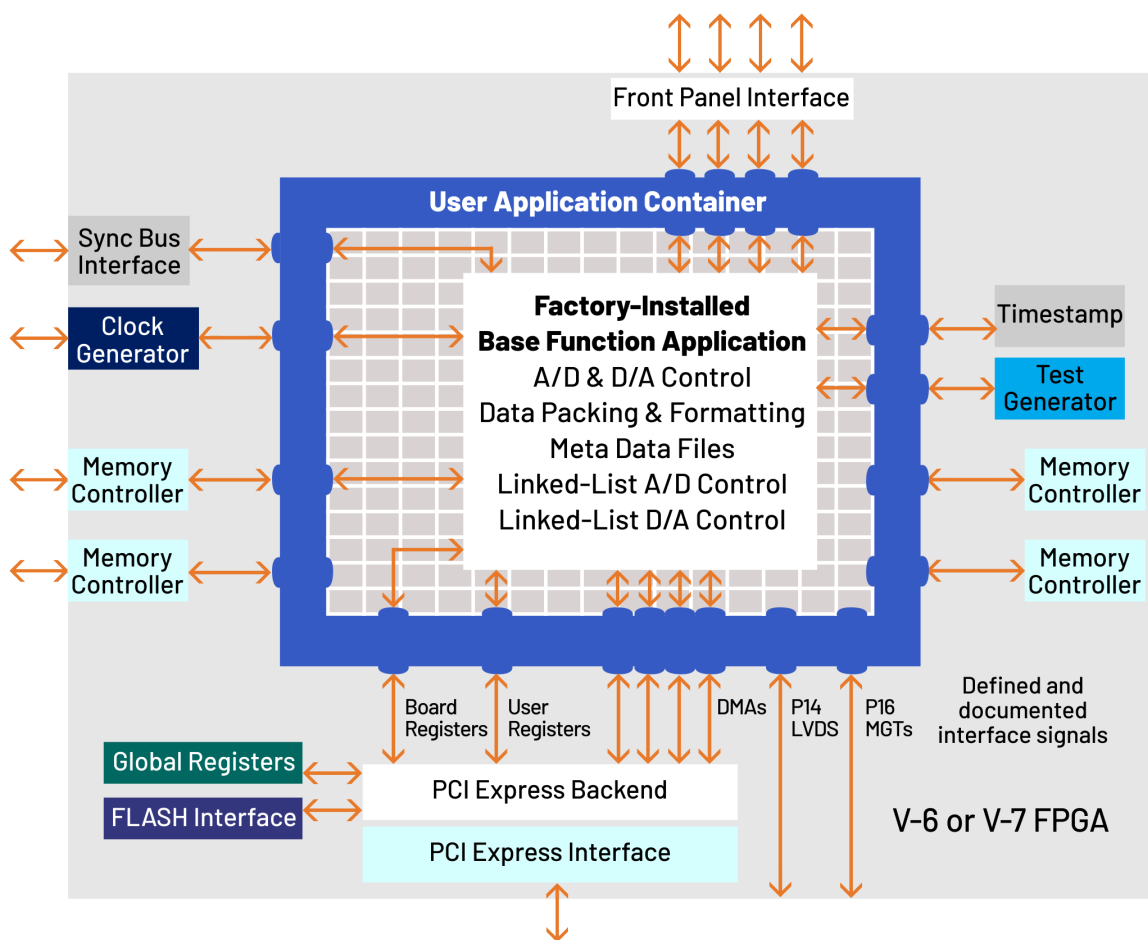 Front Panel Interface
User Application Container
Sync Bus
Interface
Clock
Generator
Memory
Controller
Memory
Controller
Factory-Installed
Base Function Application
A/D & D/A Control
Data Packing & Formatting
Meta Data Files
Linked-List A/D Control
Linked-List D/A Control
Timestamp
Test
Generator
Memory
Controller
Memory
Controller
Board
Registers
User
Registers
DMAs
P14
LVDS
P16
MGTs
Defined and
documented
interface signals
Global Registers
FLASH Interface
PCI Express Backend
PCI Express Interface
V-6 or V-7 FPGA